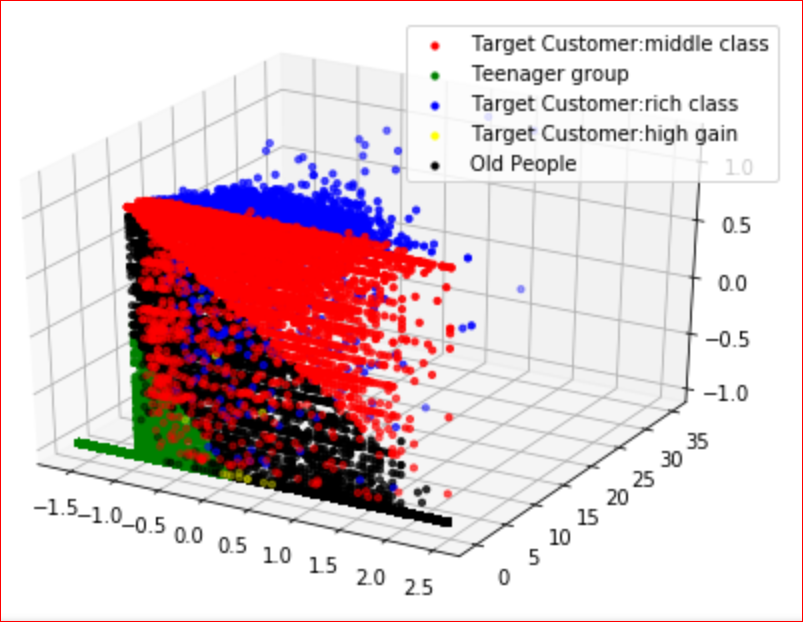 Target Customer:middle class
Teenager group
Target Customer:rich class
Target Customer:high gain
Old People
1.0
0.5
0.0
−0.5
−1.0
35
30
25
20
15
10
5
0
−1.5 −1.0 −0.5 0.0 0.5 1.0 1.5 2.0 2.5